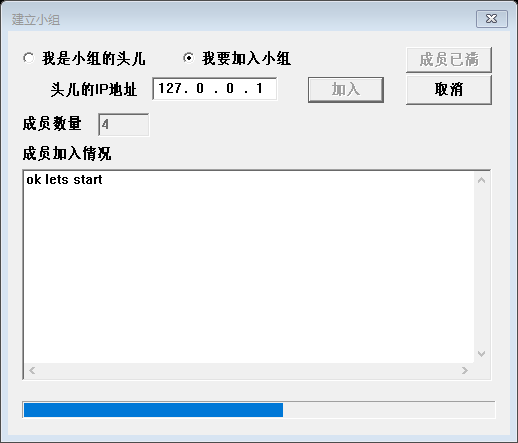 建立小组
我是小组的头儿 我要加入小组 成员已满
头儿的IP地址 127. 0 . 0 . 1 加入 取消
成员数量 4
成员加入情况
ok lets start